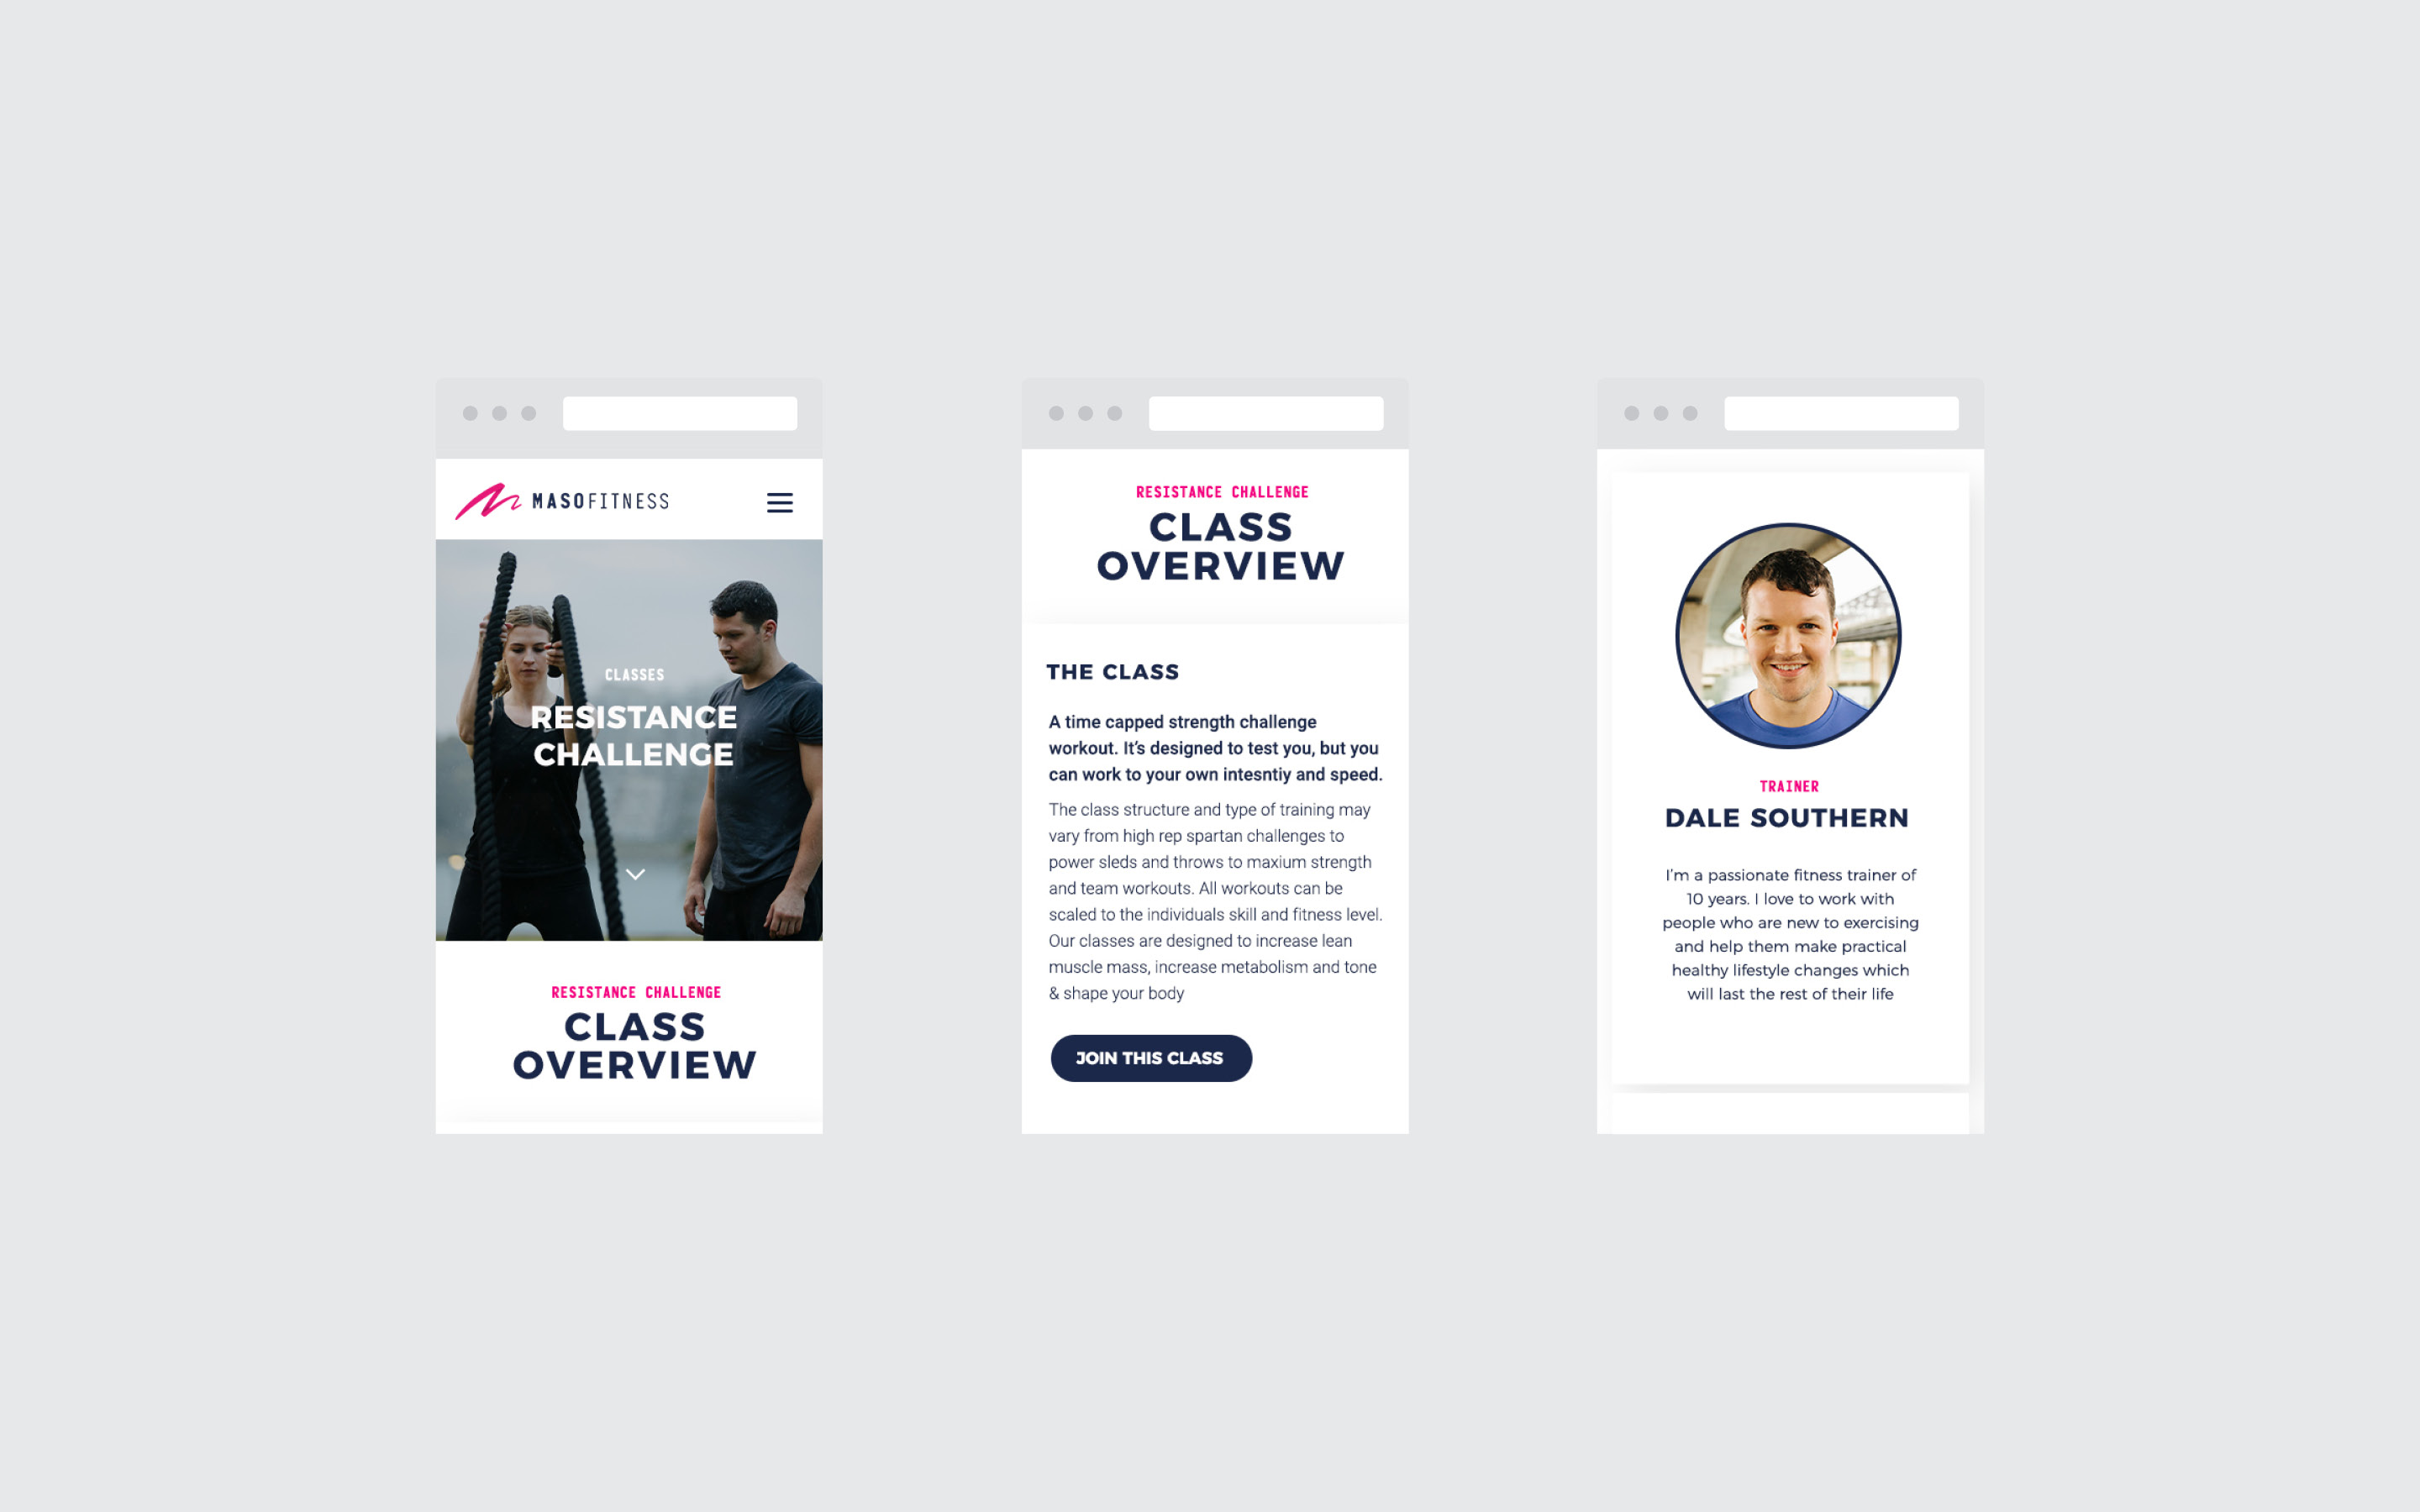 MASOFITNESS
CLASSES
RESISTANCE
CHALLENGE
RESISTANCE CHALLENGE
CLASS
OVERVIEW
RESISTANCE CHALLENGE
CLASS
OVERVIEW
THE CLASS
A time capped strength challenge
workout. It's designed to test you, but you
can work to your own intesntiy and speed.
The class structure and type of training may
vary from high rep spartan challenges to
power sleds and throws to maxium strength
and team workouts. All workouts can be
scaled to the individuals skill and fitness level.
Our classes are designed to increase lean
muscle mass, increase metabolism and tone
& shape your body
JOIN THIS CLASS
TRAINER
DALE SOUTHERN
I'm a passionate fitness trainer of
10 years. I love to work with
people who are new to exercising
and help them make practical
healthy lifestyle changes which
will last the rest of their life